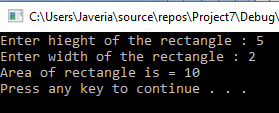 C:\Users\Javeria\source\repos\Project7\Debug\
Enter hieght of the rectangle : 5
Enter width of the rectangle : 2
Area of rectangle is = 10
Press any key to continue . . .